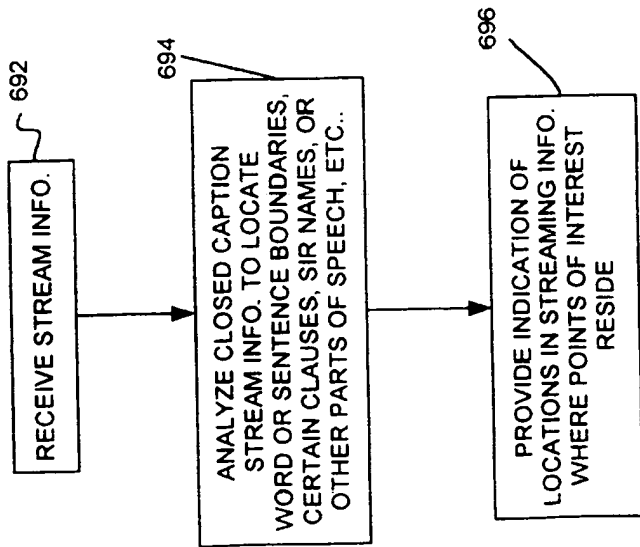 692
RECEIVE STREAM INFO.
694
ANALYZE CLOSED CAPTION
STREAM INFO. TO LOCATE
WORD OR SENTENCE BOUNDARIES,
CERTAIN CLAUSES, SIR NAMES, OR
OTHER PARTS OF SPEECH, ETC..
696
PROVIDE INDICATION OF
LOCATIONS IN STREAMING INFO.
WHERE POINTS OF INTEREST
RESIDE